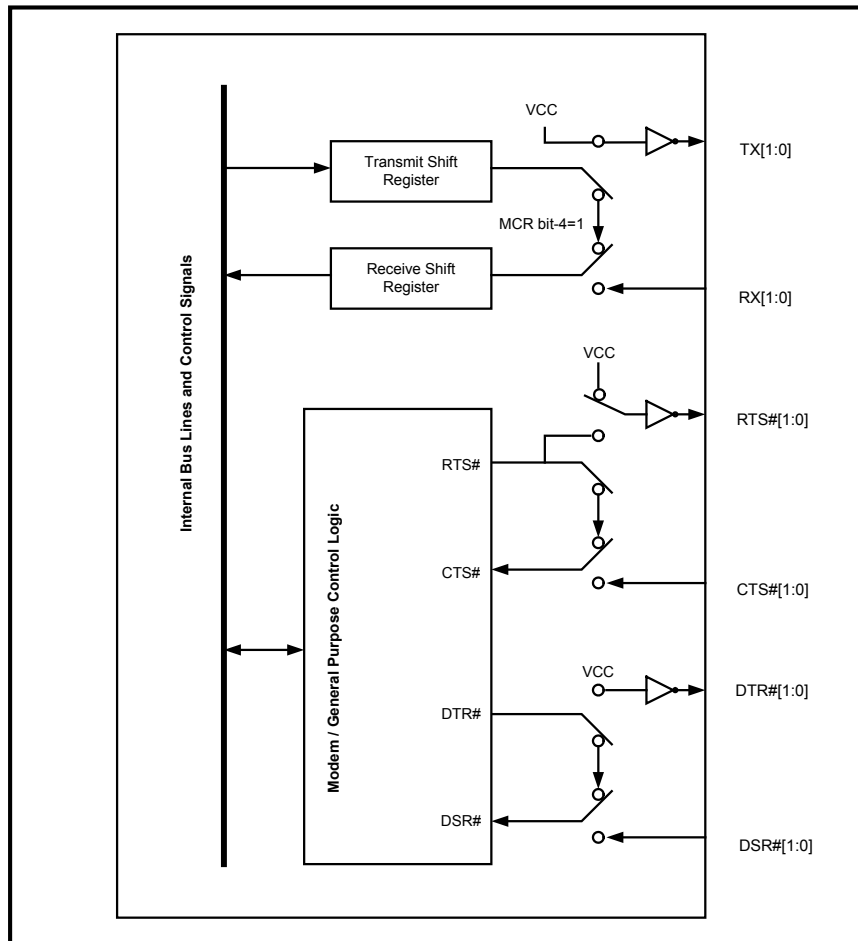 VCC
TX[1:0]
Transmit Shift
Register
MCR bit-4=1
Receive Shift
Register
RX[1:0]
Internal Bus Lines and Control Signals
VCC
RTS#[1:0]
Modem / General Purpose Control Logic
RTS#
CTS#
CTS#[1:0]
VCC
DTR#[1:0]
DTR#
DSR#
DSR#[1:0]